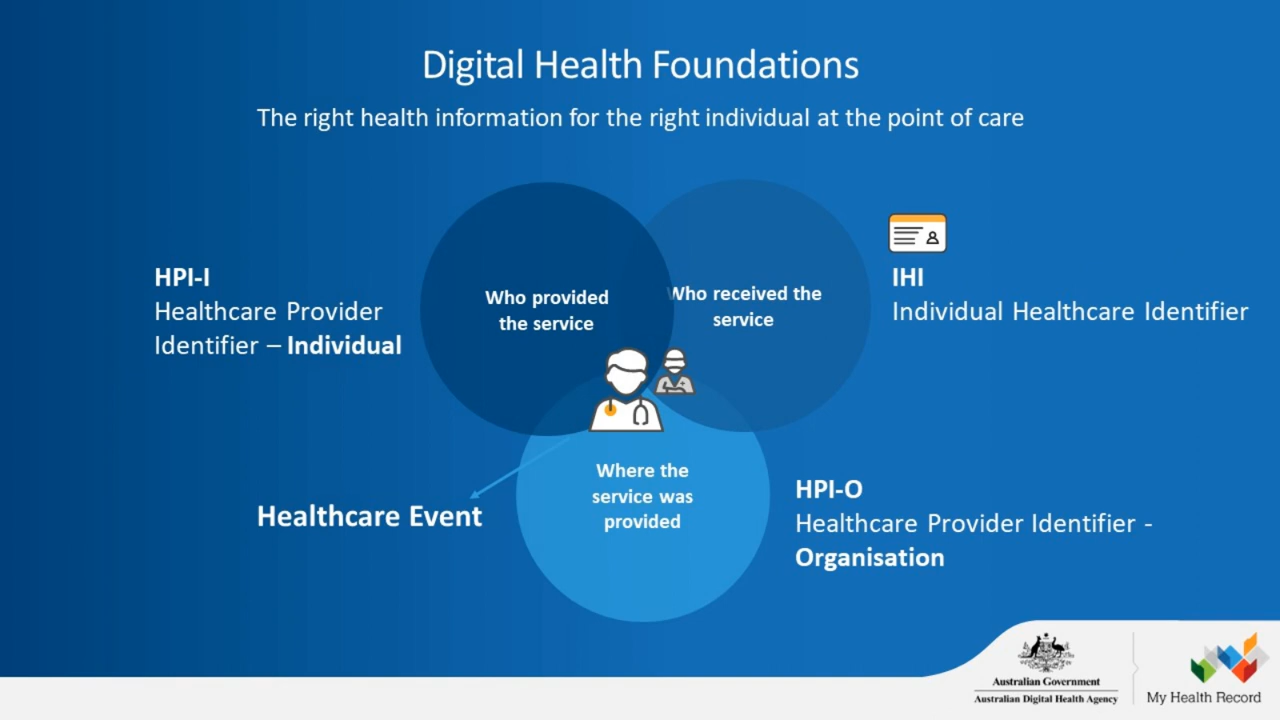 Digital Health Foundations
The right health information for the right individual at the point of care
HPI-I
Healthcare Provider
Identifier – Individual
Who provided
the service
Who received the
service
IHI
Individual Healthcare Identifier
Where the
service was
provided
Healthcare Event
HPI-O
Healthcare Provider Identifier -
Organisation
Australian Government
Australian Digital Health Agency
My Health Record